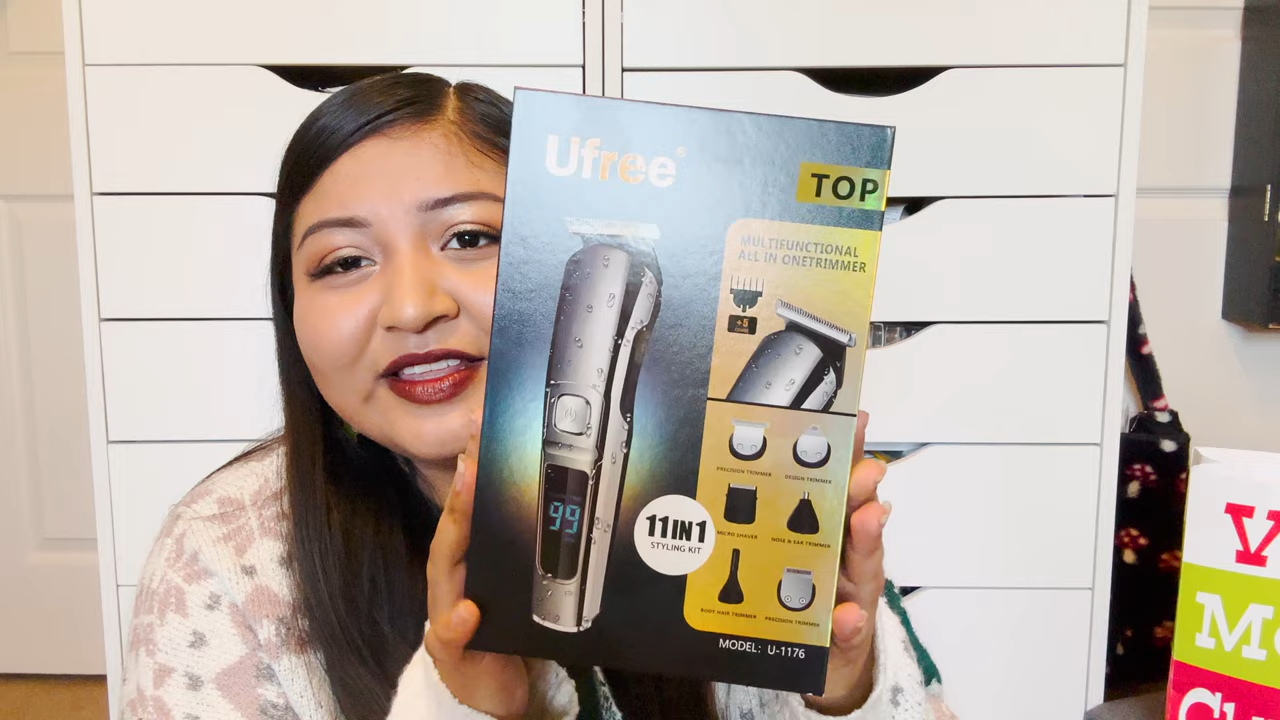 Ufree®
TOP
MULTIFUNCTIONAL
ALL IN ONETRIMMER
+5
99
PRECISION TRIMMER
DESIGN TRIMMER
11IN1
STYLING KIT
MICRO SHAVER
NOSE & EAR TRIMMER
BODY HAIR TRIMMER
PRECISION TRIMMER
MODEL: U-1176